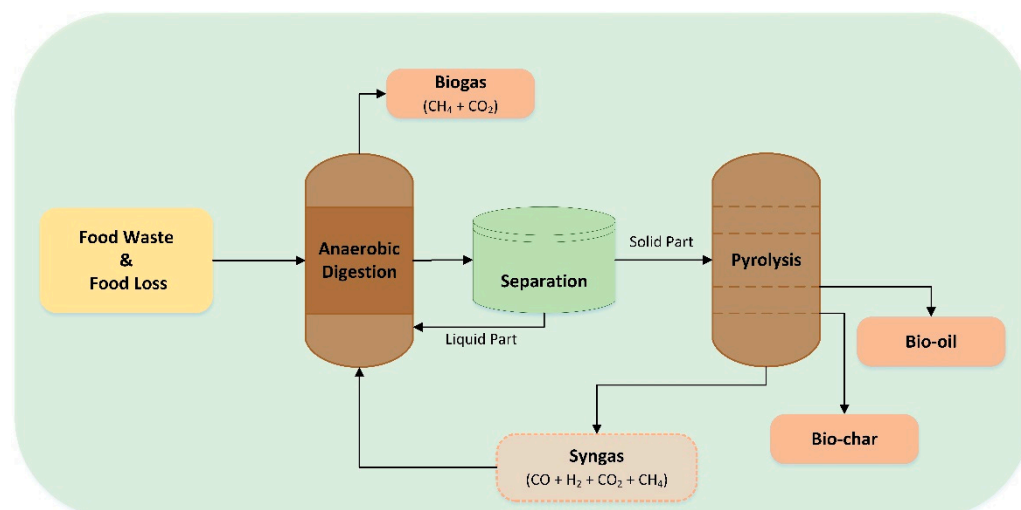 Biogas
(CH₄ + CO₂)
Food Waste
&
Food Loss
Anaerobic
Digestion
Separation
Solid Part
Pyrolysis
Liquid Part
Bio-oil
Bio-char
Syngas
(CO + H₂ + CO₂ + CH₄)